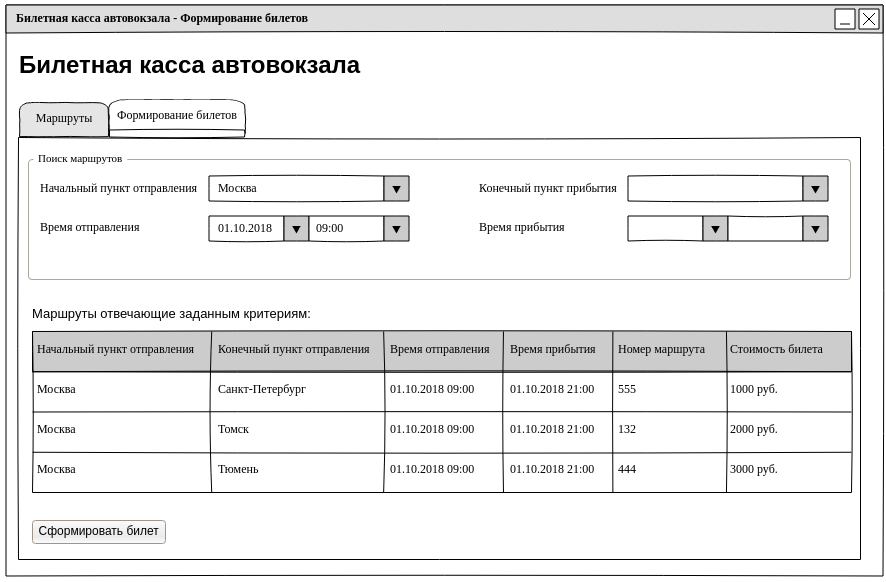 Билетная касса автовокзала - Формирование билетов
Билетная касса автовокзала
Маршруты Формирование билетов
Поиск маршрутов
Начальный пункт отправления Москва Конечный пункт прибытия
Время отправления 01.10.2018 09:00 Время прибытия
Маршруты отвечающие заданным критериям:
Начальный пункт отправления Конечный пункт отправления Время отправления Время прибытия Номер маршрута Стоимость билета
Москва Санкт-Петербург 01.10.2018 09:00 01.10.2018 21:00 555 1000 руб.
Москва Томск 01.10.2018 09:00 01.10.2018 21:00 132 2000 руб.
Москва Тюмень 01.10.2018 09:00 01.10.2018 21:00 444 3000 руб.
Сформировать билет